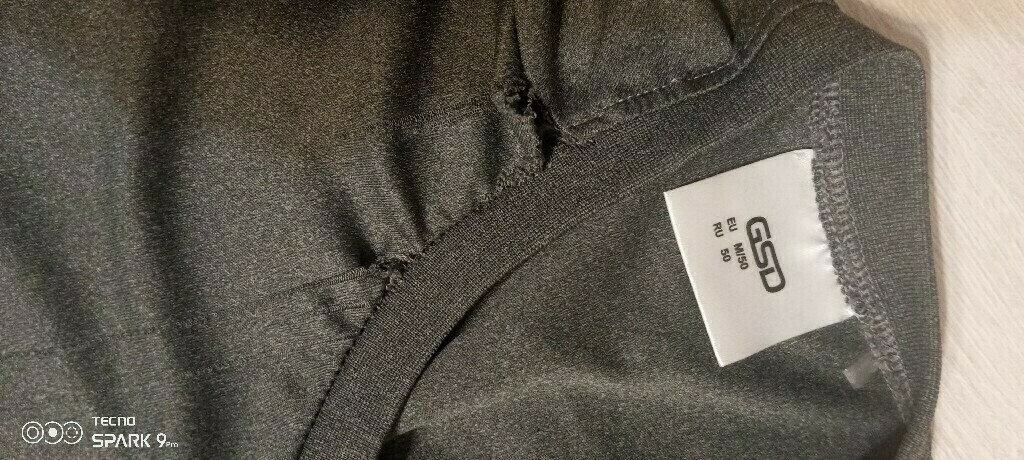 GSD
EU M/50
RU 50
TECNO
SPARK 9Pro